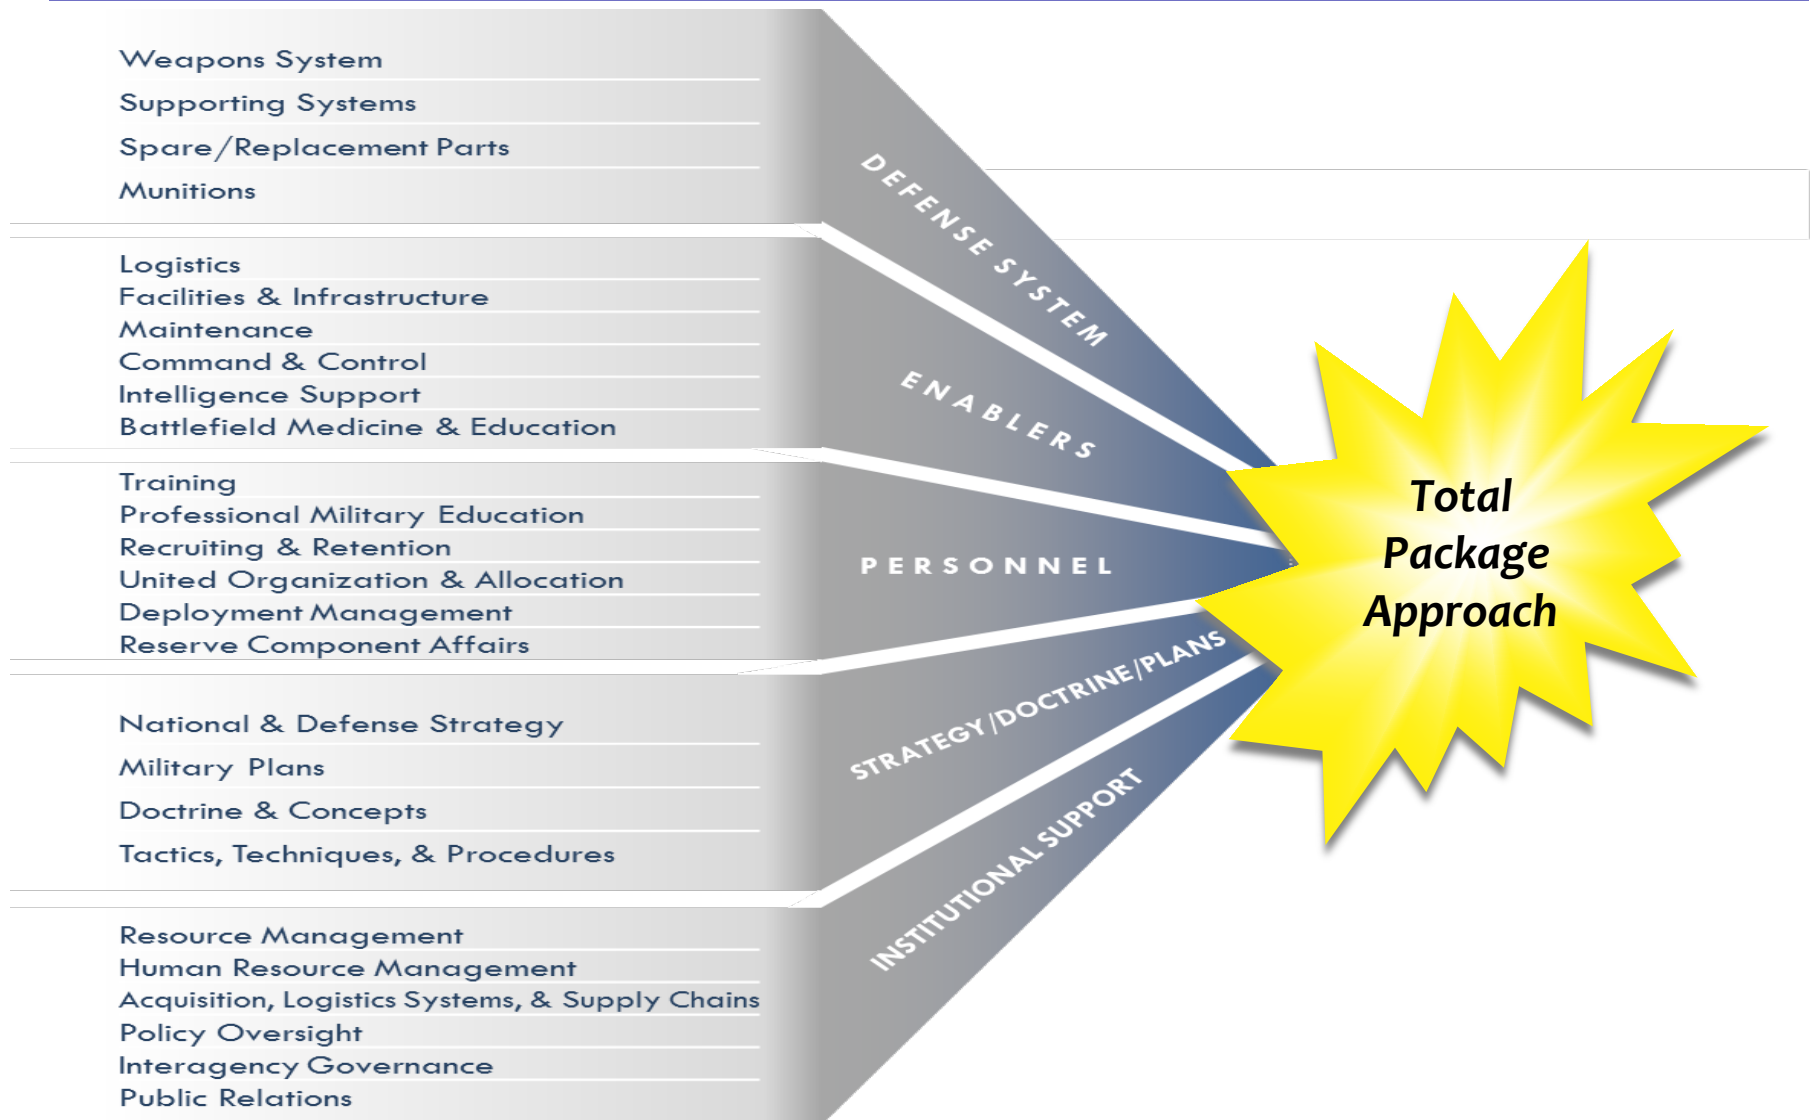 Weapons System
Supporting Systems
Spare/Replacement Parts
Munitions
DEFENSE SYSTEM
Logistics
Facilities & Infrastructure
Maintenance
Command & Control
Intelligence Support
Battlefield Medicine & Education
ENABLERS
Training
Professional Military Education
Recruiting & Retention
United Organization & Allocation
Deployment Management
Reserve Component Affairs
PERSONNEL
National & Defense Strategy
Military Plans
Doctrine & Concepts
Tactics, Techniques, & Procedures
STRATEGY/DOCTRINE/PLANS
Resource Management
Human Resource Management
Acquisition, Logistics Systems, & Supply Chains
Policy Oversight
Interagency Governance
Public Relations
INSTITUTIONAL SUPPORT
Total
Package
Approach